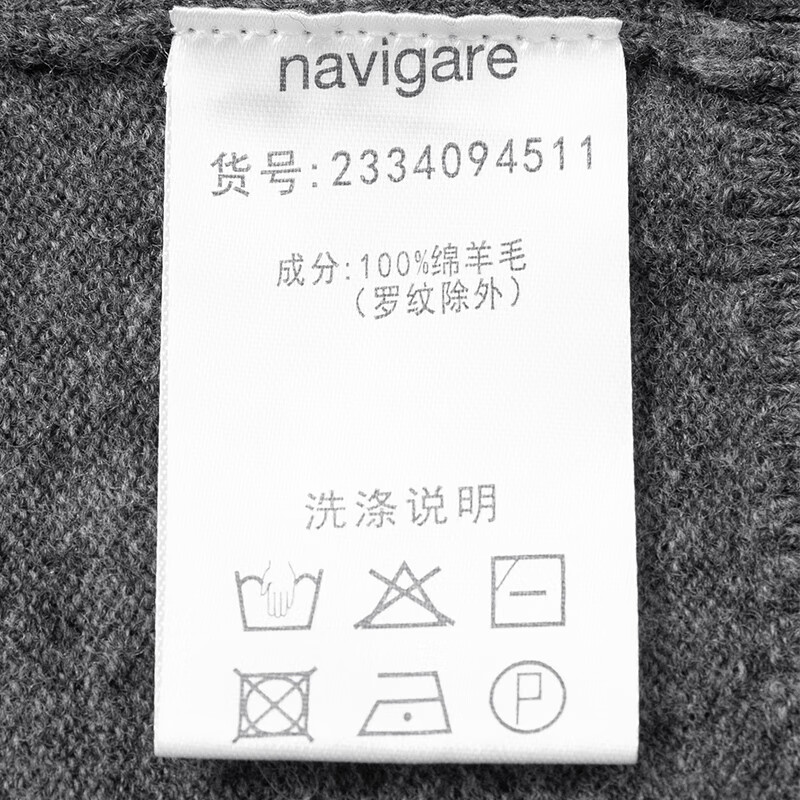 navigare
货号:2334094511
成分:100%绵羊毛
（罗纹除外）
洗涤说明
P